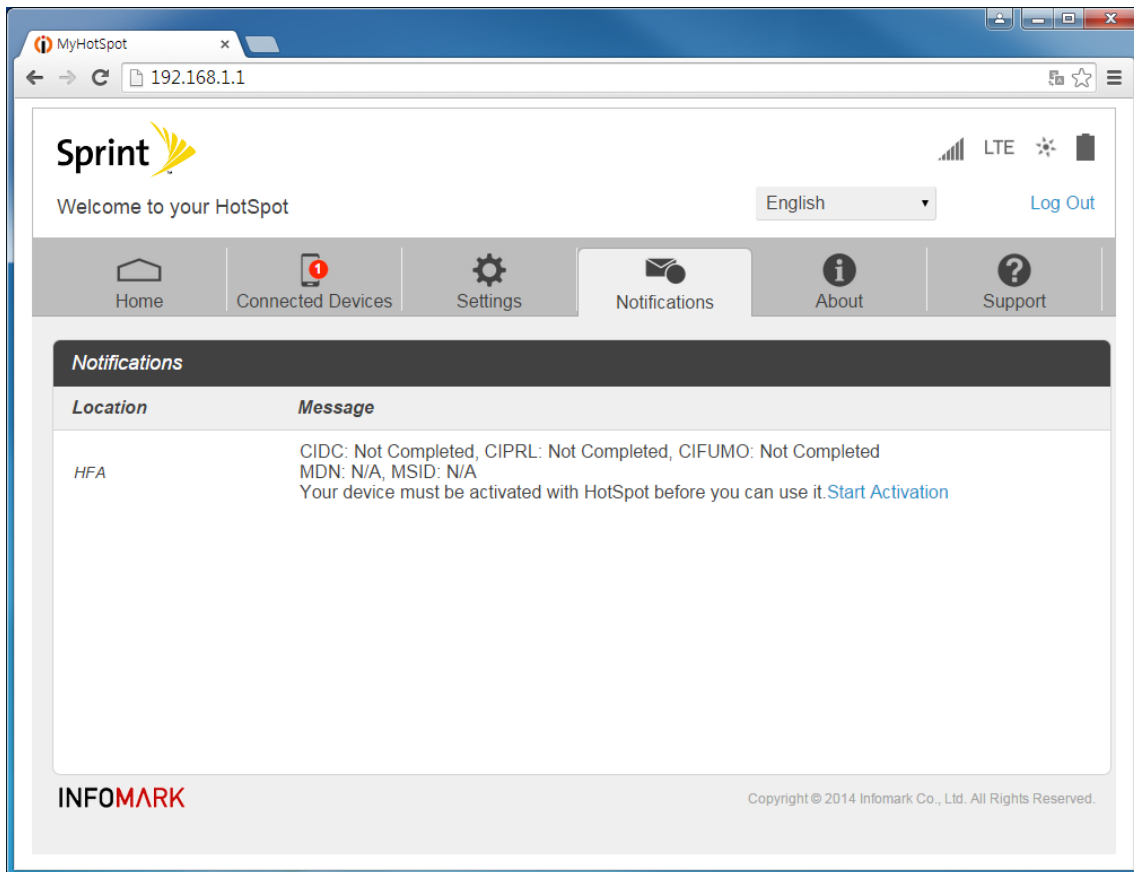 MyHotSpot
192.168.1.1
Sprint
LTE
Welcome to your HotSpot
English
Log Out
Home
1
Connected Devices
Settings
Notifications
About
Support
Notifications
Location
Message
HFA
CIDC: Not Completed, CIPRL: Not Completed, CIFUMO: Not Completed
MDN: N/A, MSID: N/A
Your device must be activated with HotSpot before you can use it.Start Activation
INFOMARK
Copyright © 2014 Infomark Co., Ltd. All Rights Reserved.